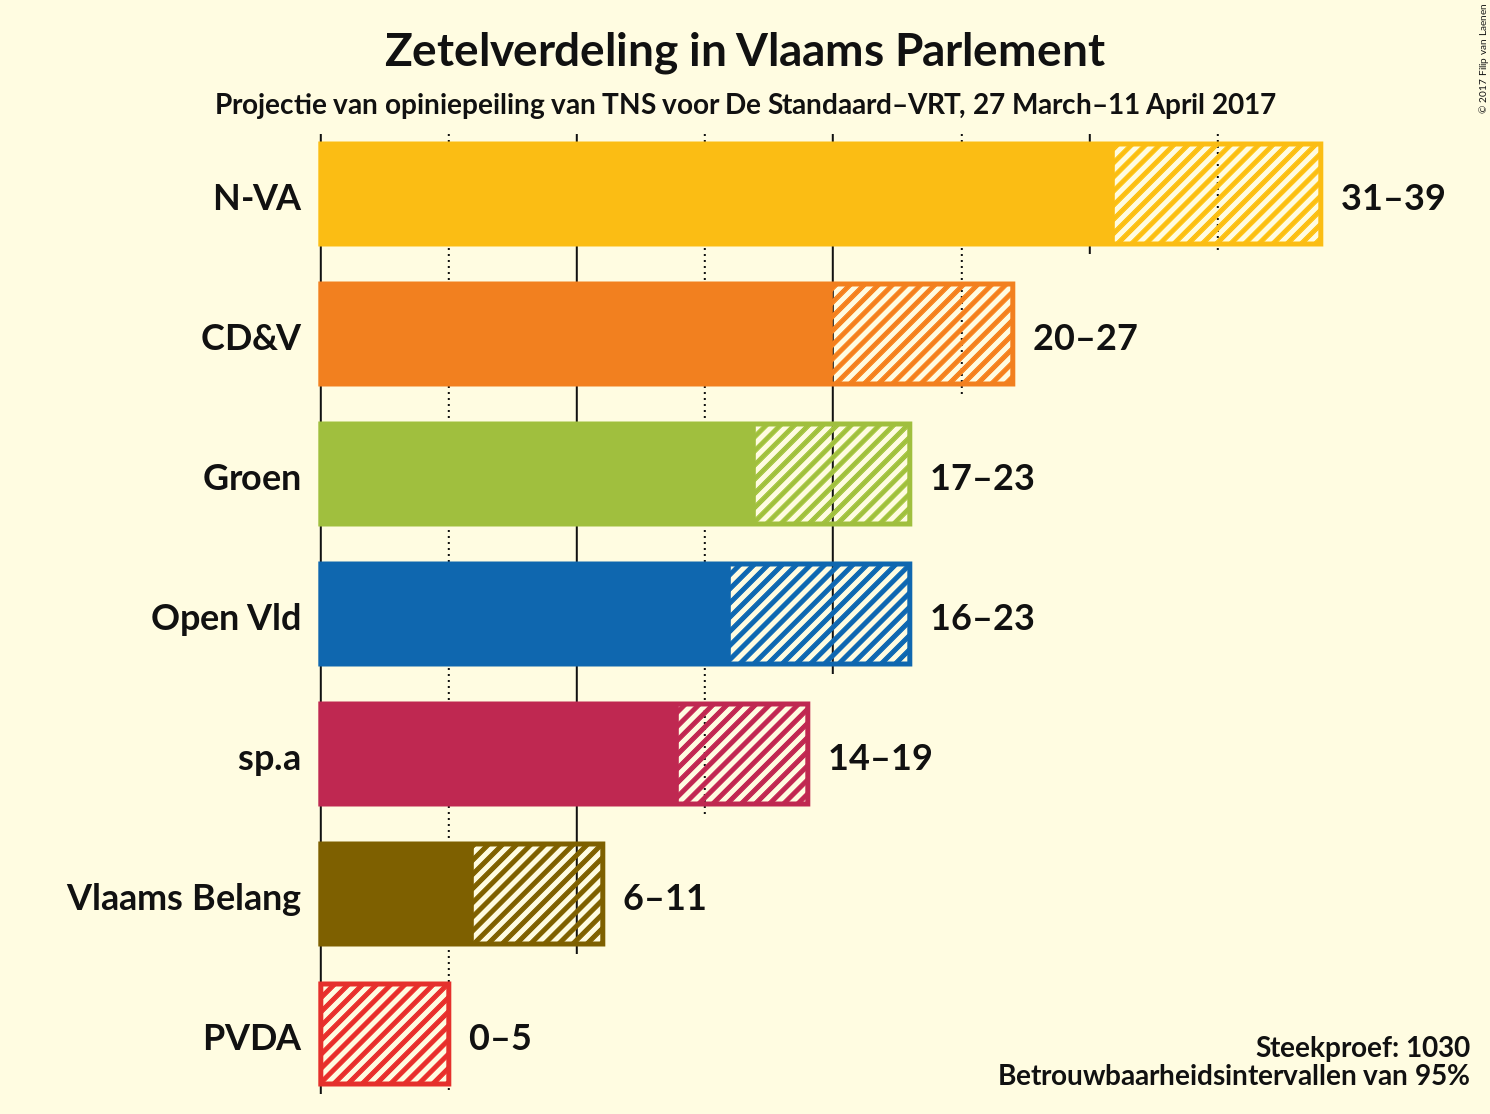 Zetelverdeling in Vlaams Parlement
Projectie van opiniepeiling van TNS voor De Standaard–VRT, 27 March–11 April 2017
© 2017 Filip van Laenen
N-VA 31–39
CD&V 20–27
Groen 17–23
Open Vld 16–23
sp.a 14–19
Vlaams Belang 6–11
PVDA 0–5
Steekproef: 1030
Betrouwbaarheidsintervallen van 95%